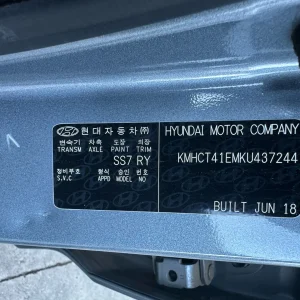 현대자동차㈜ HYUNDAI MOTOR COMPANY
변속기 차축 도장 트림
TRANSM AXLE PAINT TRIM KMHCT41EMKU437244
SS7 RY
정비부호 형식 승인 번호
S.V.C APPD MODEL NO
BUILT JUN 18